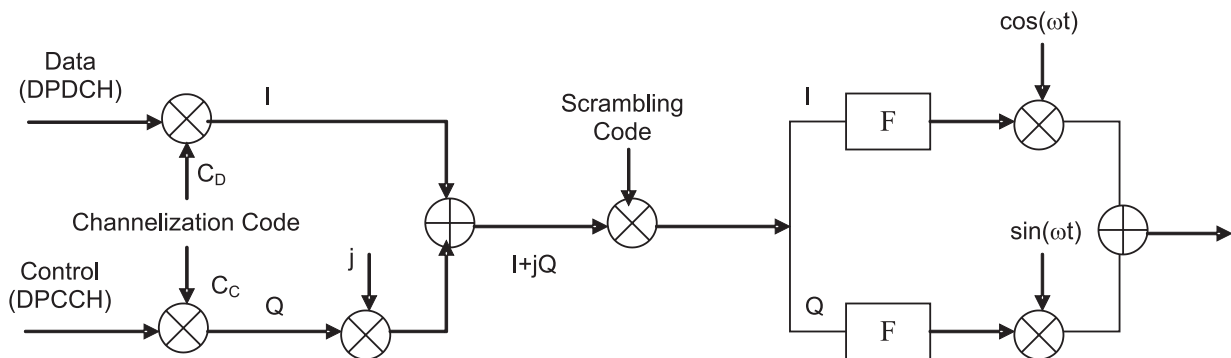 cos(ωt)
Data
(DPDCH)
I
Scrambling
Code
I
F
C_D
Channelization Code
sin(ωt)
j
I+jQ
Control
(DPCCH)
C_C
Q
Q
F